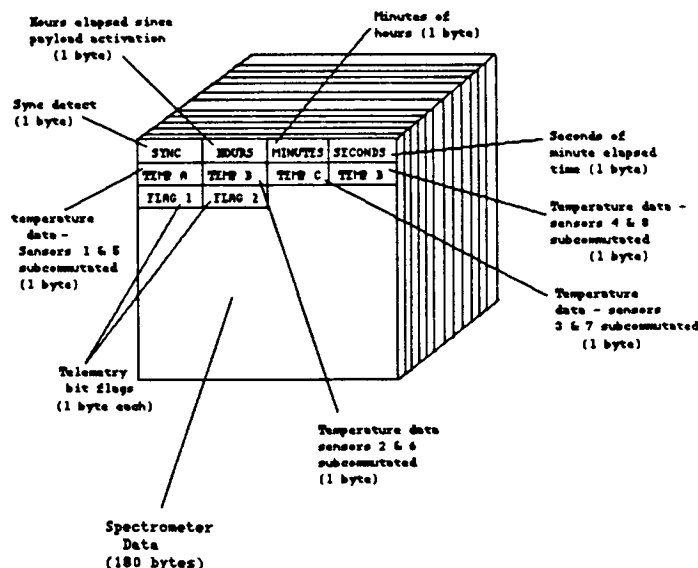 Hours elapsed since
payload activation
(1 byte)
Minutes of
hours (1 byte)
Sync detect
(1 byte)
SYNC HOURS MINUTES SECONDS
TEMP A TEMP B TEMP C TEMP D
FLAG 1 FLAG 2
Seconds of
minute elapsed
time (1 byte)
temperature
data -
Sensors 1 & 5
subcommutated
(1 byte)
Temperature data -
sensors 4 & 8
subcommutated
(1 byte)
Temperature
data - sensors
3 & 7 subcommutated
(1 byte)
Telemetry
bit flags
(1 byte each)
Temperature data
sensors 2 & 6
subcommutated
(1 byte)
Spectrometer
Data
(180 bytes)